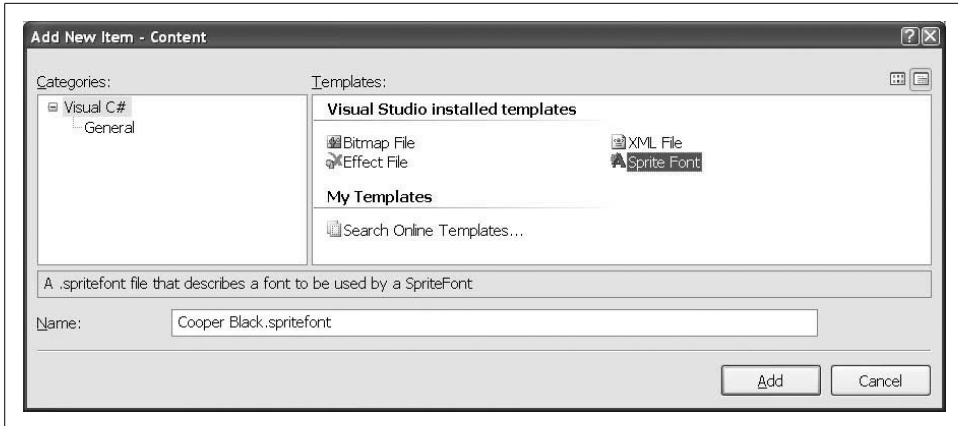 Add New Item - Content
Categories:
Templates:
Visual C#
General
Visual Studio installed templates
Bitmap File
XML File
Effect File
Sprite Font
My Templates
Search Online Templates...
A .spritefont file that describes a font to be used by a SpriteFont
Name:
Cooper Black.spritefont
Add
Cancel